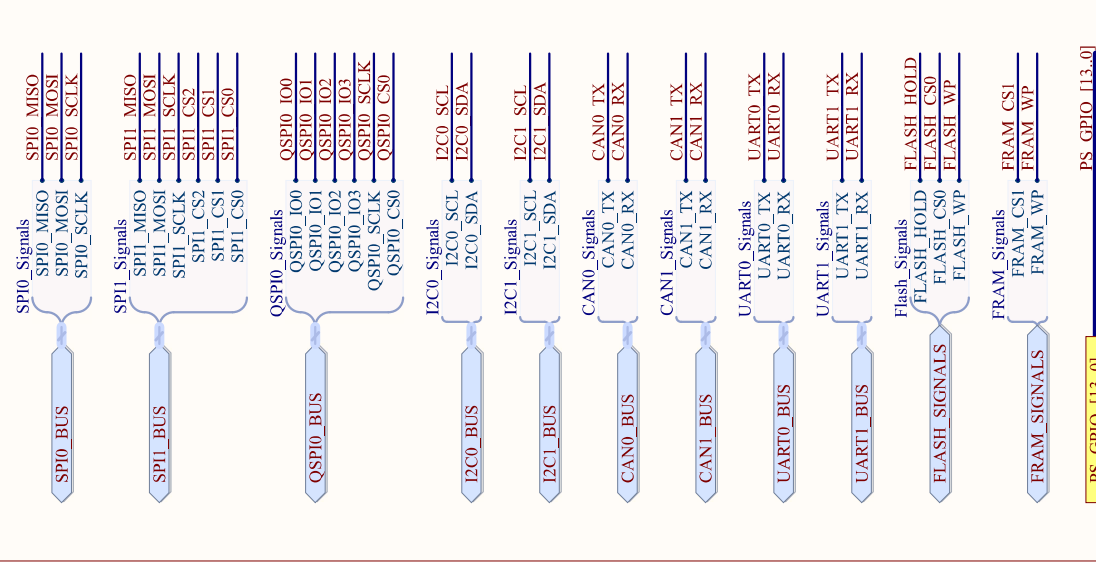 SPI0_MISO
SPI0_MOSI
SPI0_SCLK
SPI0_Signals
SPI0_MISO
SPI0_MOSI
SPI0_SCLK
SPI0_BUS
SPI1_MISO
SPI1_MOSI
SPI1_SCLK
SPI1_CS2
SPI1_CS1
SPI1_CS0
SPI1_Signals
SPI1_MISO
SPI1_MOSI
SPI1_SCLK
SPI1_CS2
SPI1_CS1
SPI1_CS0
SPI1_BUS
QSPI0_IO0
QSPI0_IO1
QSPI0_IO2
QSPI0_IO3
QSPI0_SCLK
QSPI0_CS0
QSPI0_Signals
QSPI0_IO0
QSPI0_IO1
QSPI0_IO2
QSPI0_IO3
QSPI0_SCLK
QSPI0_CS0
QSPI0_BUS
I2C0_SCL
I2C0_SDA
I2C0_Signals
I2C0_SCL
I2C0_SDA
I2C0_BUS
I2C1_SCL
I2C1_SDA
I2C1_Signals
I2C1_SCL
I2C1_SDA
I2C1_BUS
CAN0_TX
CAN0_RX
CAN0_Signals
CAN0_TX
CAN0_RX
CAN0_BUS
CAN1_TX
CAN1_RX
CAN1_Signals
CAN1_TX
CAN1_RX
CAN1_BUS
UART0_TX
UART0_RX
UART0_Signals
UART0_TX
UART0_RX
UART0_BUS
UART1_TX
UART1_RX
UART1_Signals
UART1_TX
UART1_RX
UART1_BUS
FLASH_HOLD
FLASH_CS0
FLASH_WP
Flash_Signals
FLASH_HOLD
FLASH_CS0
FLASH_WP
FLASH_SIGNALS
FRAM_CS1
FRAM_WP
FRAM_Signals
FRAM_CS1
FRAM_WP
FRAM_SIGNALS
PS_GPIO_[13..0]
PS_GPIO_[13..0]